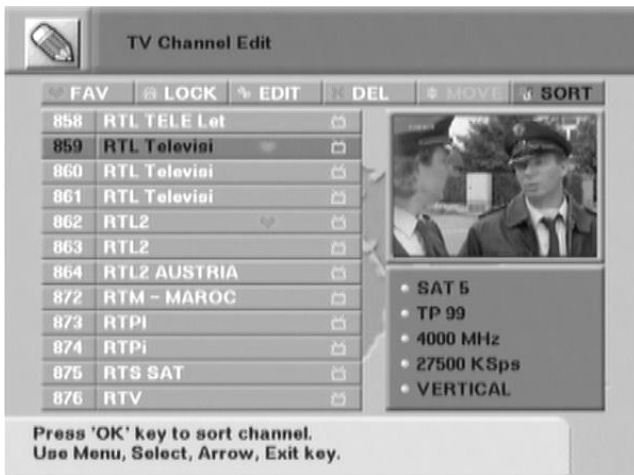 TV Channel Edit
FAV LOCK EDIT DEL MOVE SORT
858 RTL TELE Let
859 RTL Televisi
860 RTL Televisi
861 RTL Televisi
862 RTL2
863 RTL2
864 RTL2 AUSTRIA
872 RTM - MAROC
873 RTPI
874 RTPi
875 RTS SAT
876 RTV
SAT 5
TP 99
4000 MHz
27500 KSps
VERTICAL
Press 'OK' key to sort channel.
Use Menu, Select, Arrow, Exit key.